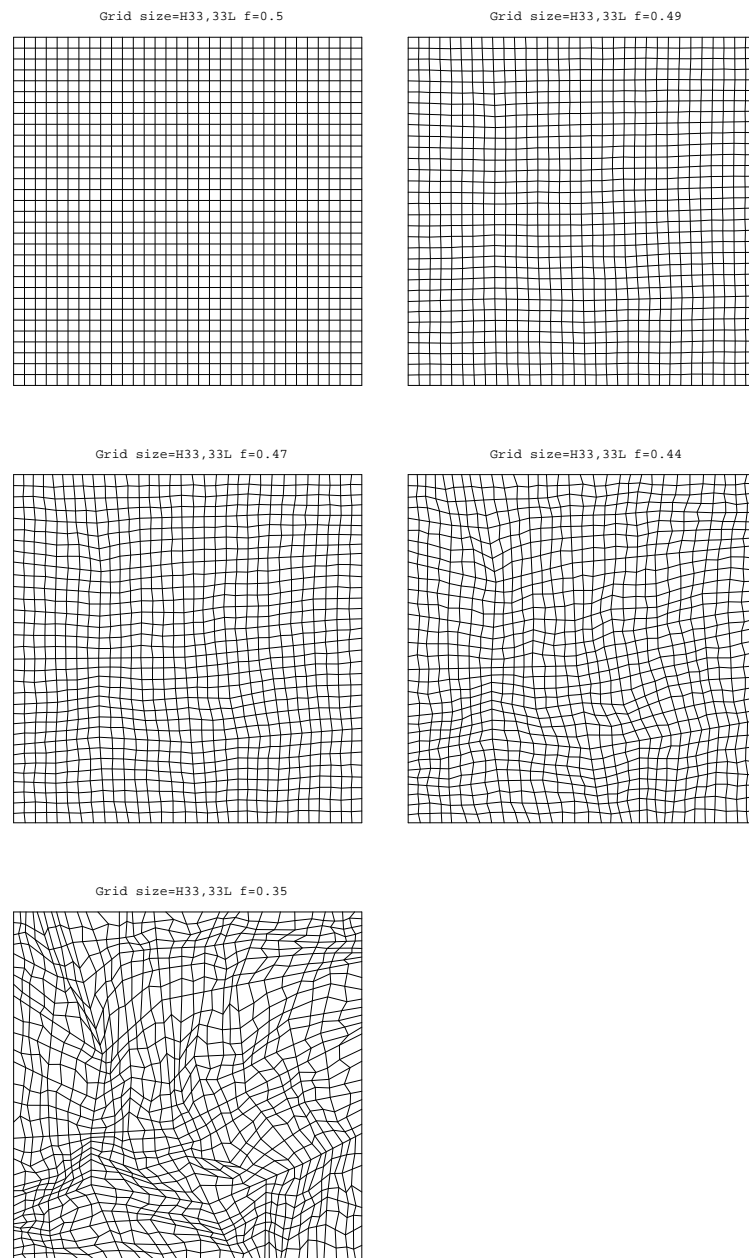 Grid size=H33,33L f=0.5
Grid size=H33,33L f=0.49
Grid size=H33,33L f=0.47
Grid size=H33,33L f=0.44
Grid size=H33,33L f=0.35